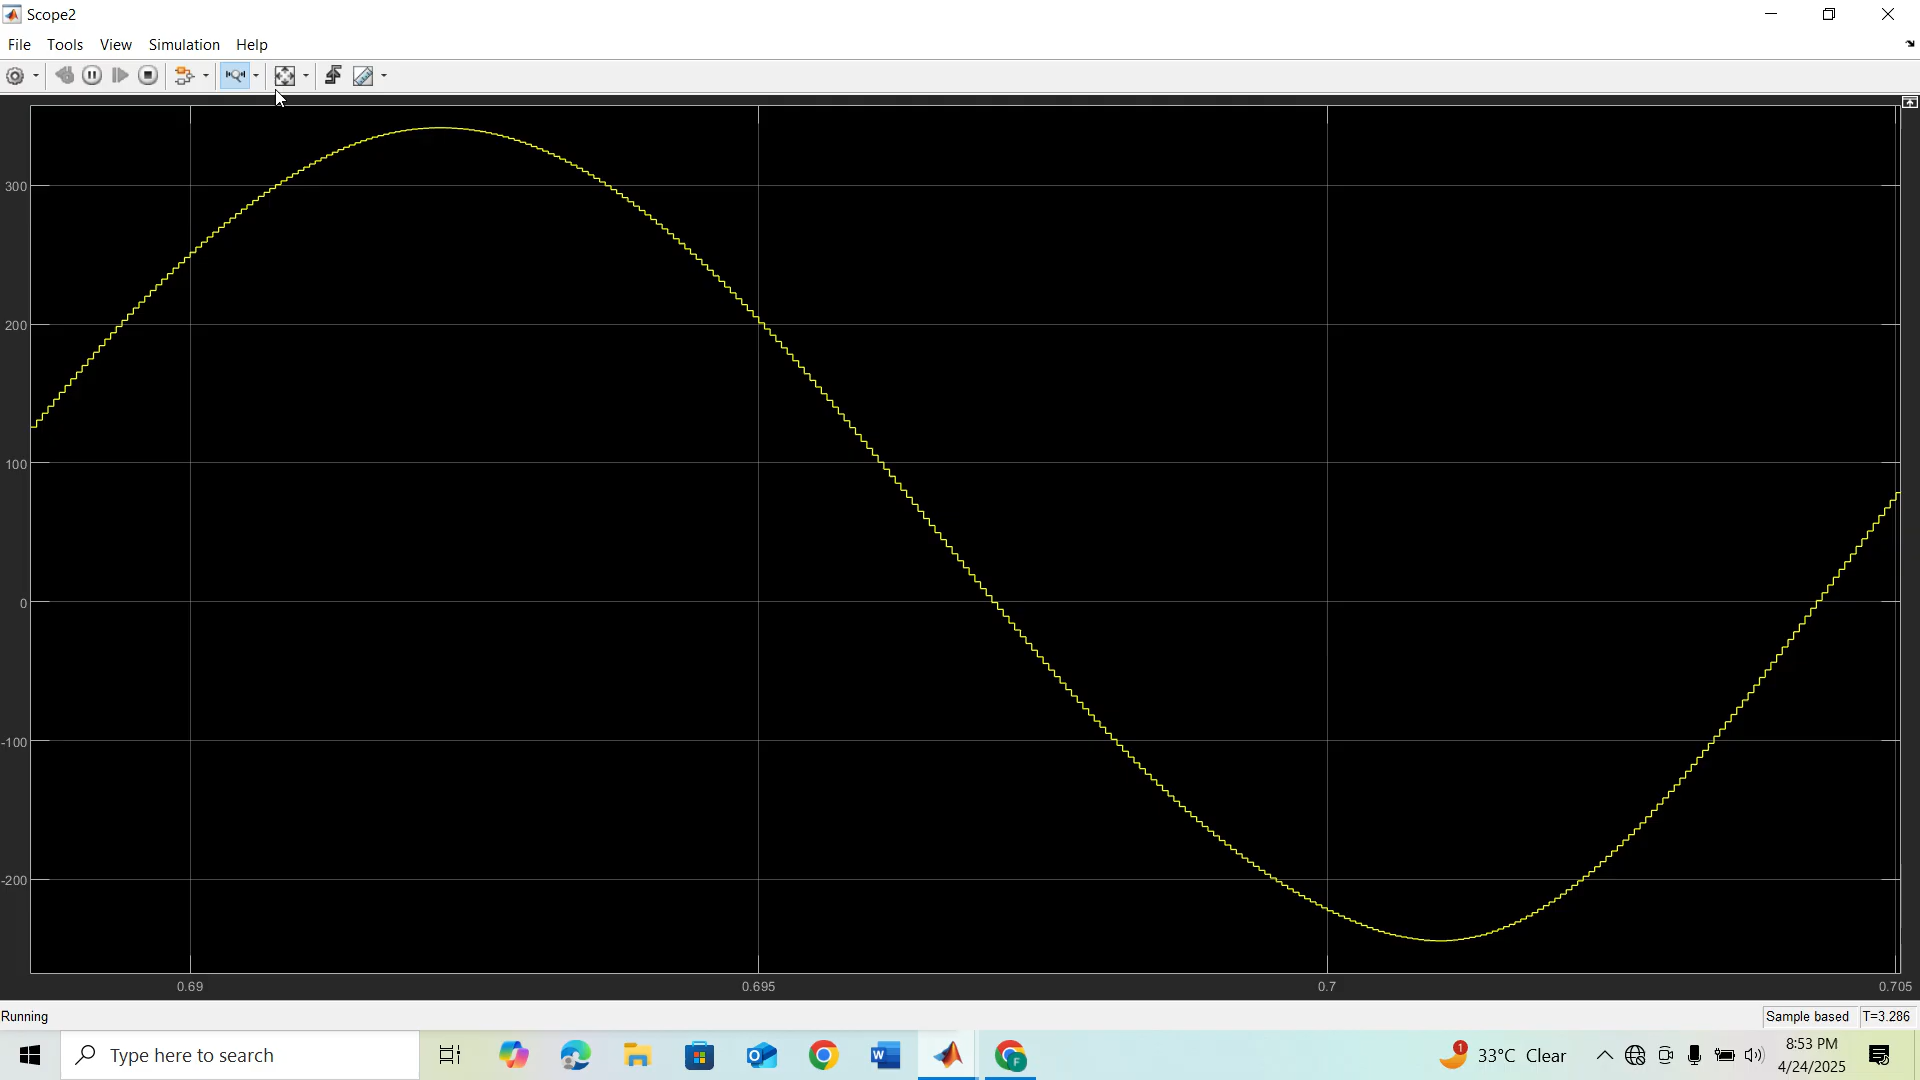 Scope2
File Tools View Simulation Help
300
200
100
0
-100
-200
0.69 0.695 0.7 0.705
Running Sample based T=3.286
Type here to search 1 33°C Clear 8:53 PM
4/24/2025